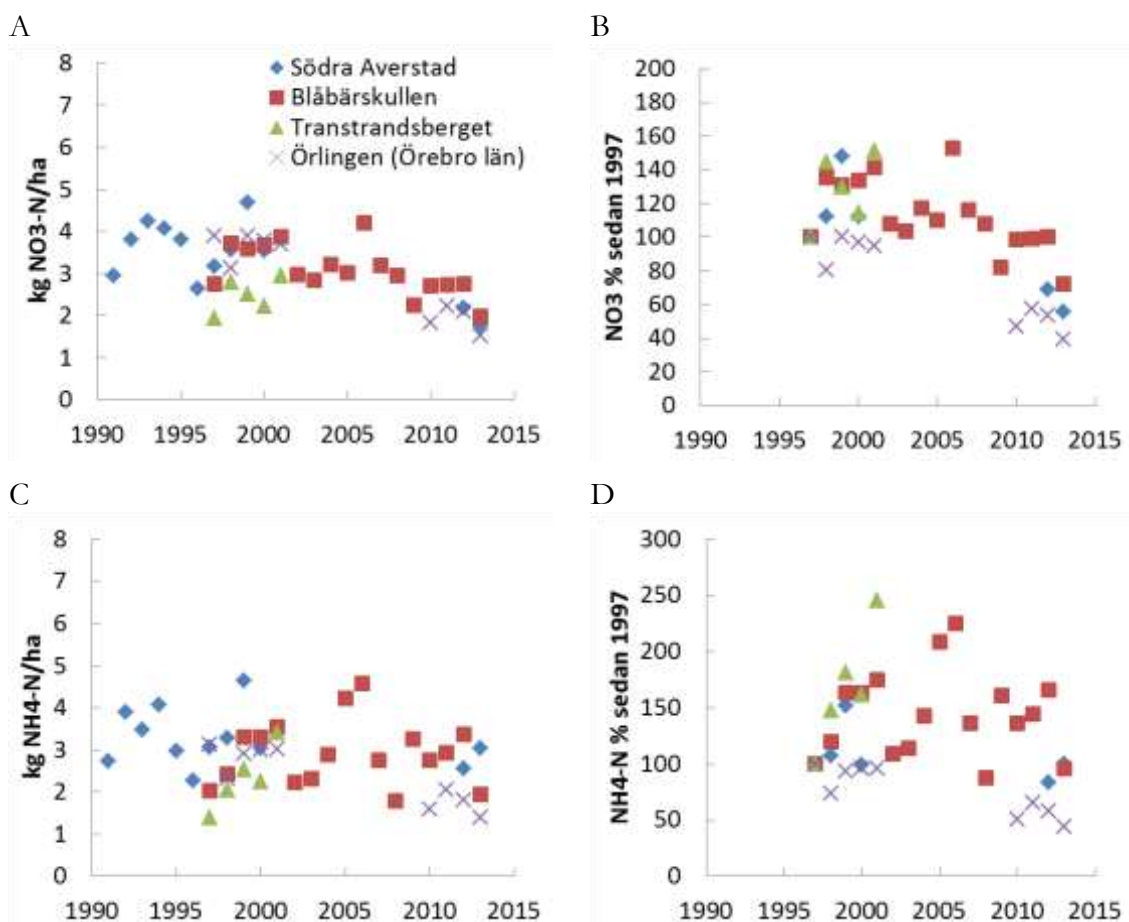 A
kg NO3-N/ha
8
7
6
5
4
3
2
1
0
1990 1995 2000 2005 2010 2015
Södra Averstad
Blåbärskullen
Transtrandsberget
Örlingen (Örebro län)
B
NO3 % sedan 1997
200
180
160
140
120
100
80
60
40
20
0
1990 1995 2000 2005 2010 2015
C
kg NH4-N/ha
8
7
6
5
4
3
2
1
0
1990 1995 2000 2005 2010 2015
D
NH4-N % sedan 1997
300
250
200
150
100
50
0
1990 1995 2000 2005 2010 2015